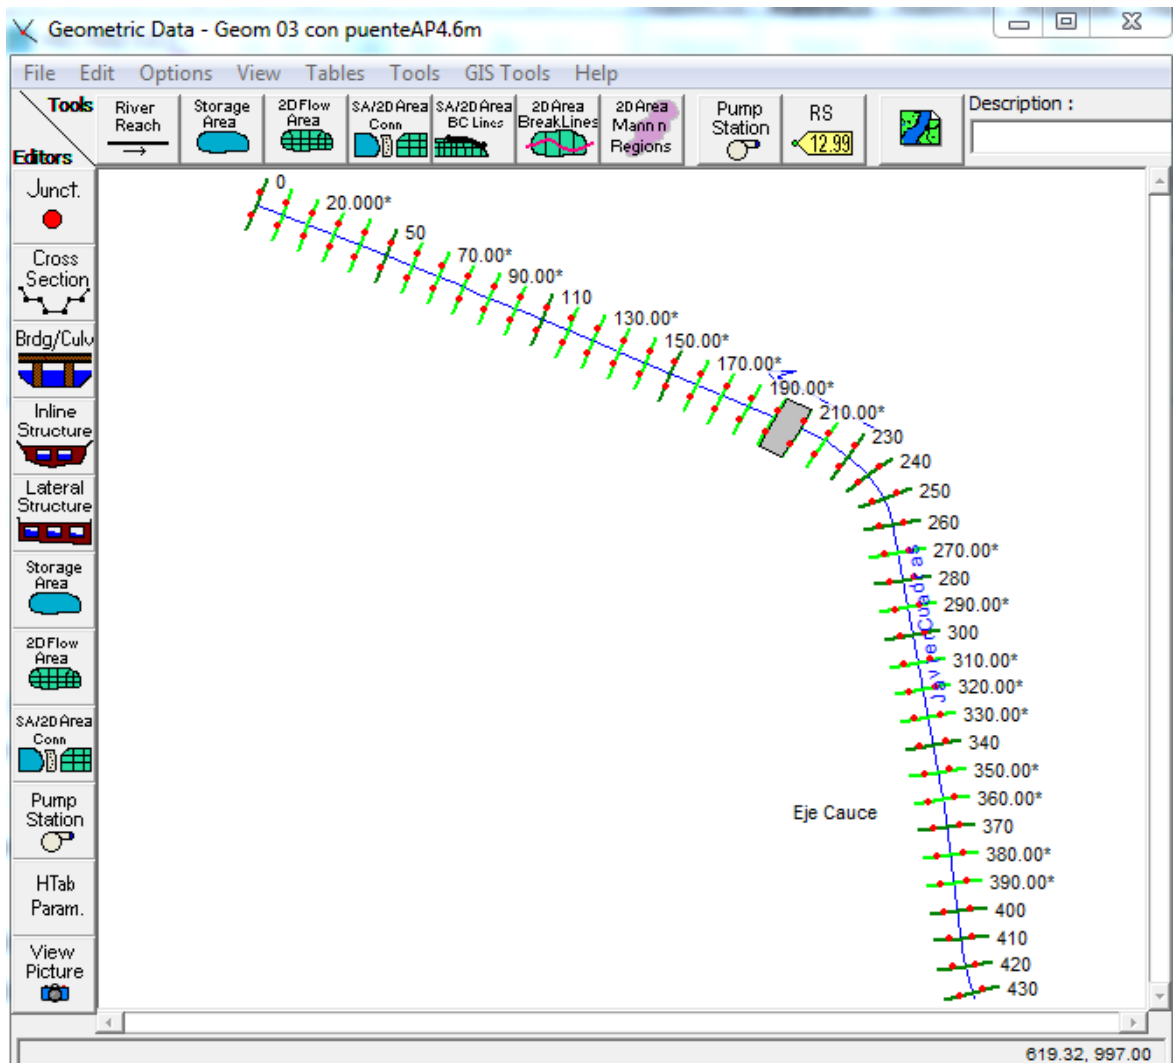 Geometric Data - Geom 03 con puenteAP4.6m
File Edit Options View Tables Tools GIS Tools Help
Tools
Editors
River
Reach
Storage
Area
2D Flow
Area
SA/2D Area
Conn
SA/2D Area
BC Lines
2D Area
BreakLines
2D Area
Mann n
Regions
Pump
Station
RS
12.99
Description :
Junct.
Cross
Section
Brdg/Culv
Inline
Structure
Lateral
Structure
Storage
Area
2D Flow
Area
SA/2D Area
Conn
Pump
Station
HTab
Param.
View
Picture
0
20.000*
50
70.00*
90.00*
110
130.00*
150.00*
170.00*
190.00*
210.00*
230
240
250
260
270.00*
280
290.00*
300
310.00*
320.00*
330.00*
340
350.00*
360.00*
370
380.00*
390.00*
400
410
420
430
Javier Cuadras
Eje Cauce
619.32, 997.00